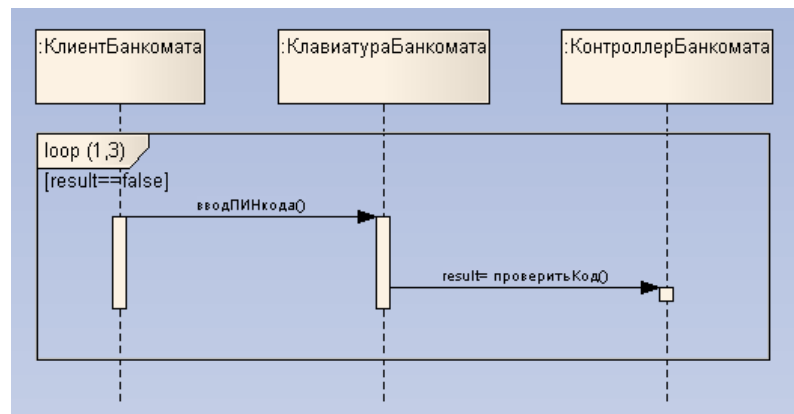 :КлиентБанкомата
:КлавиатураБанкомата
:КонтроллерБанкомата
loop (1,3)
[result==false]
вводПИНкода()
result= проверитьКод()